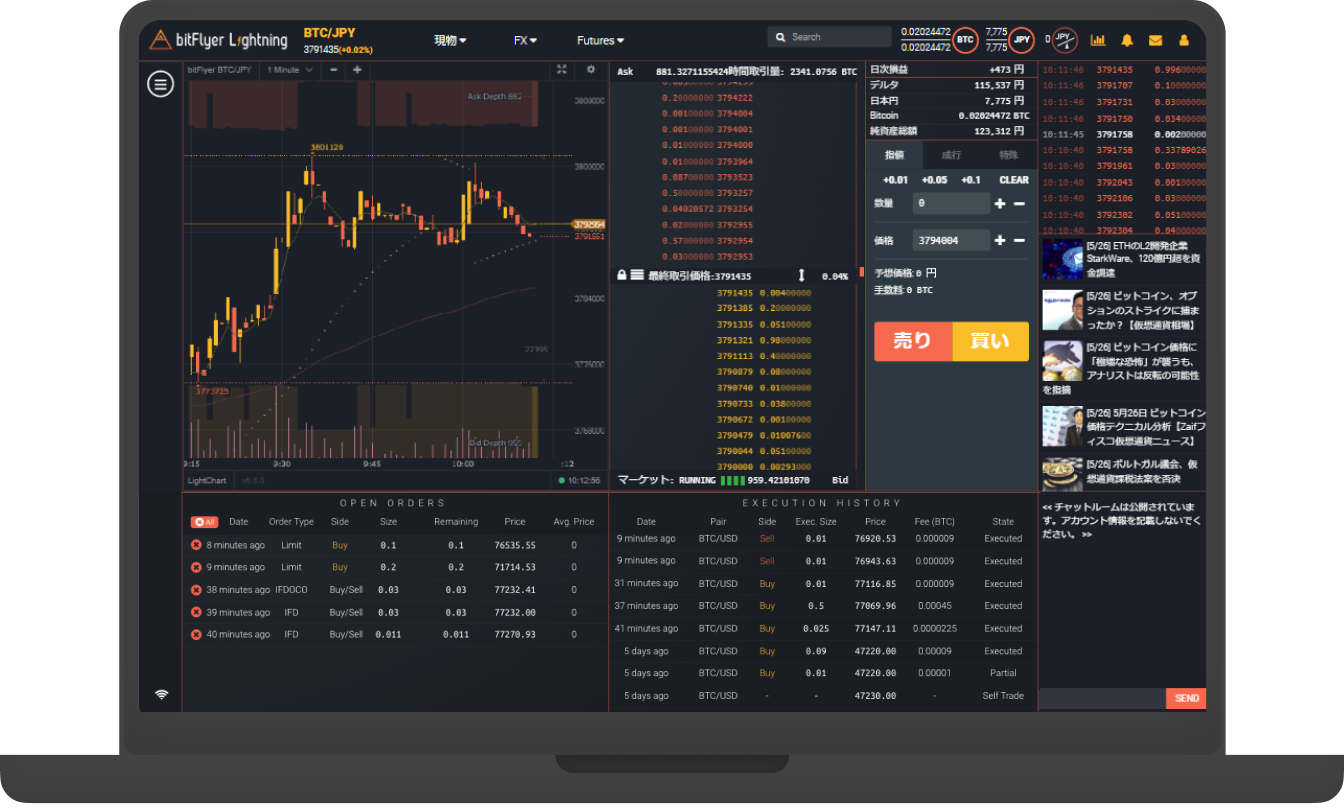 bitFlyer Lightning
BTC/JPY
3791435(+0.02%)
現物
FX
Futures
Search
0.02024472
0.02024472
BTC
7,775
7,775
JPY
0
JPY
bitFlyer BTC/JPY
1 Minute
Ask Depth 882
3801120
3800000
3792954
3791551
3784000
3776000
3773725
3768000
9:15
9:30
9:45
10:00
:12
LightChart
v6.5.0
10:12:56
Ask
881.3271155424時間取引量: 2341.0756 BTC
0.20000000 3794222
0.00100000 3794004
0.00100000 3794001
0.01000000 3794000
0.01000000 3793964
0.08700000 3793523
0.50000000 3793257
0.04020572 3793254
0.02000000 3792955
0.57000000 3792954
0.03000000 3792953
最終取引価格:3791435
0.04%
3791435 0.00400000
3791385 0.20000000
3791335 0.05100000
3791321 0.98000000
3791113 0.40000000
3790879 0.08000000
3790740 0.01000000
3790733 0.03800000
3790672 0.00100000
3790479 0.01007600
3790044 0.05100000
3790000 0.00293000
マーケット: RUNNING
959.42101070
Bid
日次損益
+473 円
デルタ
115,537 円
日本円
7,775 円
Bitcoin
0.02024472 BTC
純資産総額
123,312 円
指値
成行
特殊
+0.01
+0.05
+0.1
CLEAR
数量
0
価格
3794004
予想価格: 0 円
手数料: 0 BTC
売り
買い
10:11:46 3791435 0.99600000
10:11:46 3791707 0.10000000
10:11:46 3791731 0.03000000
10:11:46 3791750 0.03400000
10:11:45 3791758 0.00200000
10:10:40 3791758 0.33789026
10:10:40 3791961 0.03000000
10:10:40 3792043 0.00100000
10:10:40 3792106 0.03000000
10:10:40 3792302 0.05100000
10:10:40 3792304 0.04000000
[5/26] ETHのL2開発企業
StarkWare、120億円超を資
金調達
[5/26] ビットコイン、オプ
ションのストライクに捕ま
ったか？【仮想通貨相場】
[5/26] ビットコイン価格に
「極端な恐怖」が襲うも、
アナリストは反転の可能性
を指摘
[5/26] 5月26日 ビットコイン
価格テクニカル分析【Zaifフ
ィスコ仮想通貨ニュース】
[5/26] ポルトガル議会、仮
想通貨課税法案を否決
<< チャットルームは公開されていま
す。アカウント情報を記載しないでく
ださい。>>
SEND
OPEN ORDERS
All
Date
Order Type
Side
Size
Remaining
Price
Avg. Price
8 minutes ago Limit Buy 0.1 0.1 76535.55 0
9 minutes ago Limit Buy 0.2 0.2 71714.53 0
38 minutes ago IFDOCO Buy/Sell 0.03 0.03 77232.41 0
39 minutes ago IFD Buy/Sell 0.03 0.03 77232.00 0
40 minutes ago IFD Buy/Sell 0.011 0.011 77270.93 0
EXECUTION HISTORY
Date Pair Side Exec. Size Price Fee (BTC) State
9 minutes ago BTC/USD Sell 0.01 76920.53 0.000009 Executed
9 minutes ago BTC/USD Sell 0.01 76943.63 0.000009 Executed
31 minutes ago BTC/USD Buy 0.01 77116.85 0.000009 Executed
37 minutes ago BTC/USD Buy 0.5 77069.96 0.00045 Executed
41 minutes ago BTC/USD Buy 0.025 77147.11 0.0000225 Executed
5 days ago BTC/USD Buy 0.09 47220.00 0.00009 Executed
5 days ago BTC/USD Buy 0.01 47220.00 0.00001 Partial
5 days ago BTC/USD - - 47230.00 - Self Trade